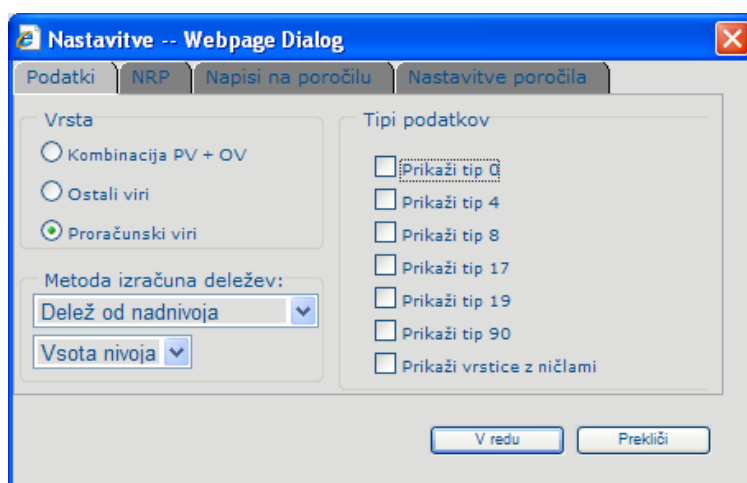 Nastavitve -- Webpage Dialog
Podatki NRP Napisi na poročilu Nastavitve poročila
Vrsta
Kombinacija PV + OV
Ostali viri
Proračunski viri
Metoda izračuna deležev:
Delež od nadnivoja
Vsota nivoja
Tipi podatkov
Prikaži tip 0
Prikaži tip 4
Prikaži tip 8
Prikaži tip 17
Prikaži tip 19
Prikaži tip 90
Prikaži vrstice z ničlami
V redu Prekliči